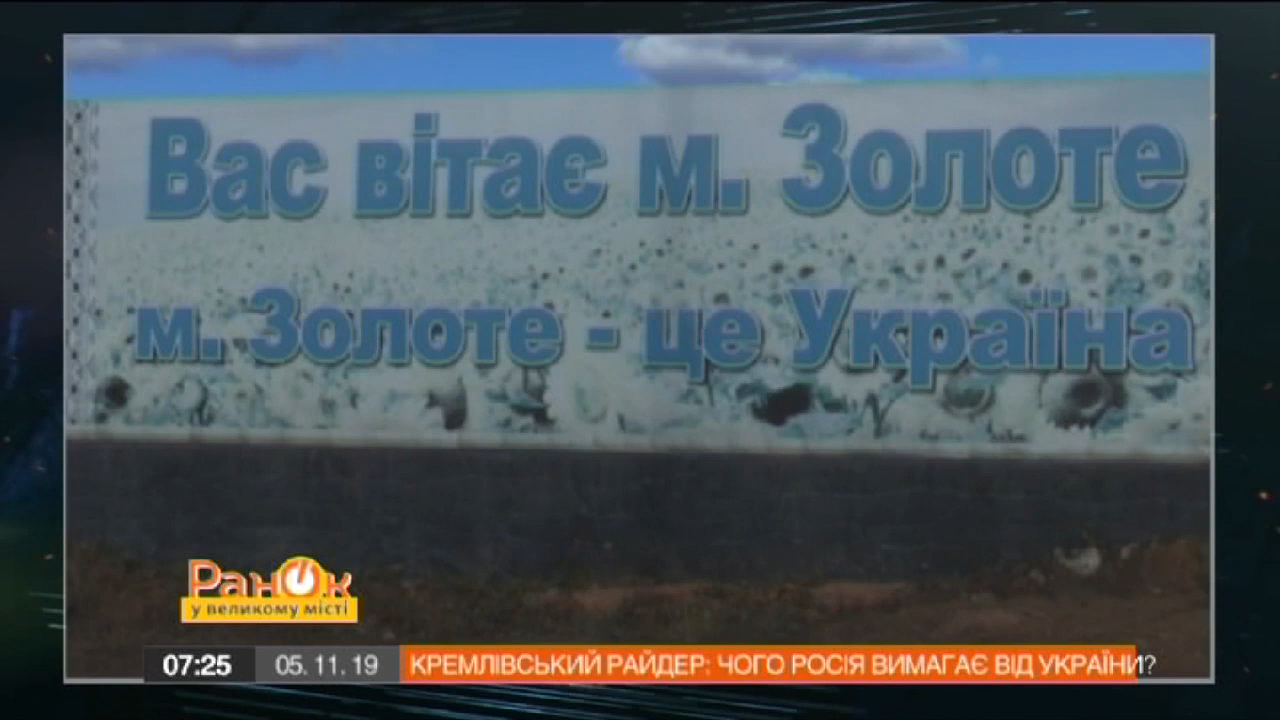 Вас вітає м. Золоте
м. Золоте - це Україна
Ранок
у великому місті
07:25
05. 11. 19
КРЕМЛІВСЬКИЙ РАЙДЕР: ЧОГО РОСІЯ ВИМАГАЄ ВІД УКРАЇНИ?